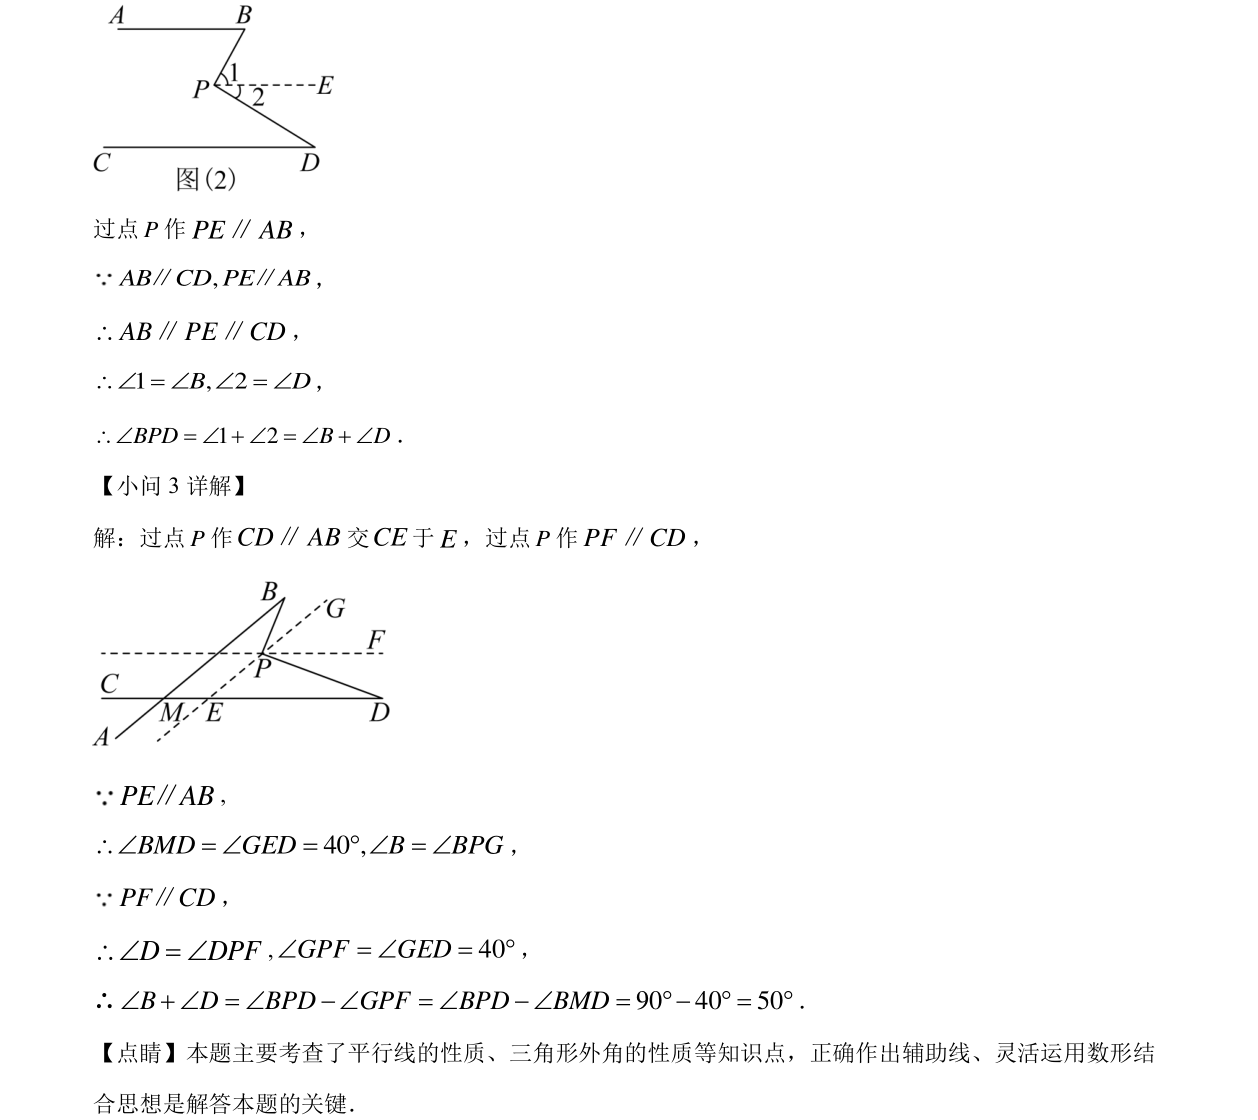 A B
P 1 E
2
C D
图(2)
过点 P 作 PE∥AB，
∵AB∥CD,PE∥AB，
∴AB∥PE∥CD，
∴∠1=∠B,∠2=∠D，
∴∠BPD=∠1+∠2=∠B+∠D．
【小问 3 详解】
解：过点 P 作 CD∥AB 交 CE 于 E，过点 P 作 PF∥CD，
B G
F
P
C
M E D
A
∵PE∥AB，
∴∠BMD=∠GED=40°,∠B=∠BPG，
∵PF∥CD，
∴∠D=∠DPF,∠GPF=∠GED=40°，
∴∠B+∠D=∠BPD−∠GPF=∠BPD−∠BMD=90°−40°=50°．
【点睛】本题主要考查了平行线的性质、三角形外角的性质等知识点，正确作出辅助线、灵活运用数形结
合思想是解答本题的关键．